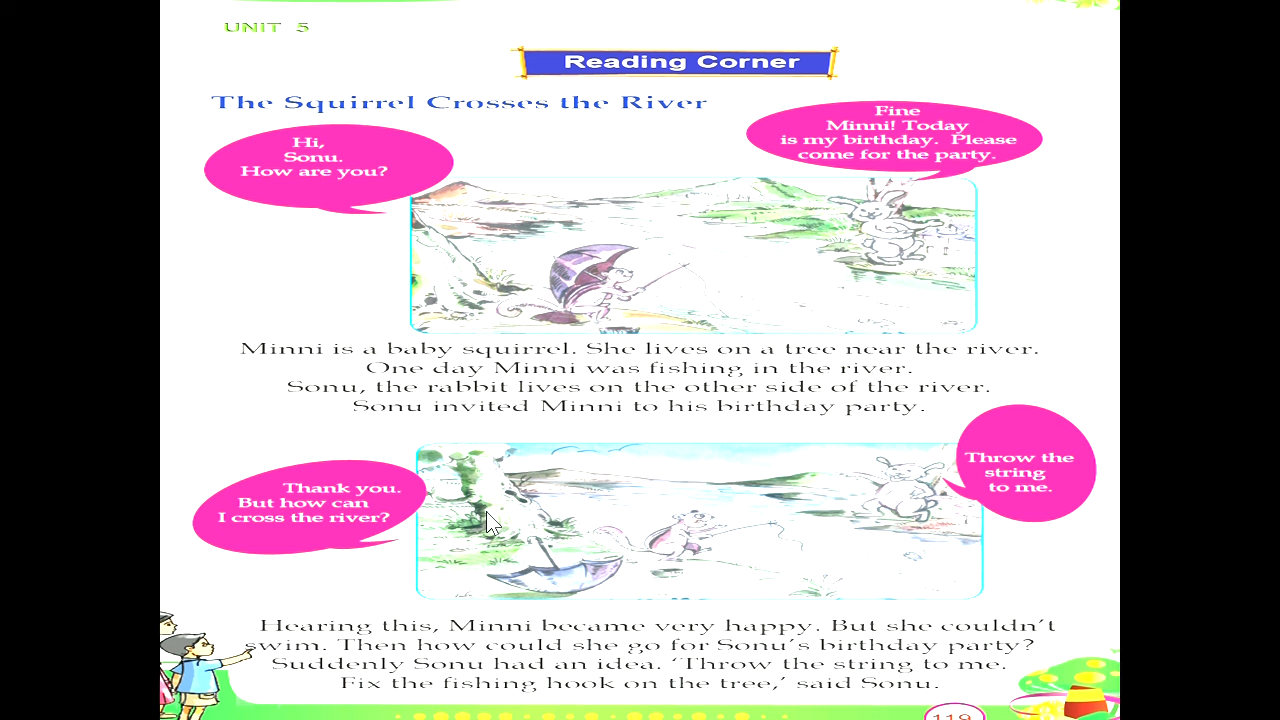 UNIT 5
Reading Corner
The Squirrel Crosses the River
Hi,
Sonu.
How are you?
Fine
Minni! Today
is my birthday. Please
come for the party.
Minni is a baby squirrel. She lives on a tree near the river.
One day Minni was fishing in the river.
Sonu, the rabbit lives on the other side of the river.
Sonu invited Minni to his birthday party.
Thank you.
But how can
I cross the river?
Throw the
string
to me.
Hearing this, Minni became very happy. But she couldn't
swim. Then how could she go for Sonu's birthday party?
Suddenly Sonu had an idea. 'Throw the string to me.
Fix the fishing hook on the tree,' said Sonu.
119